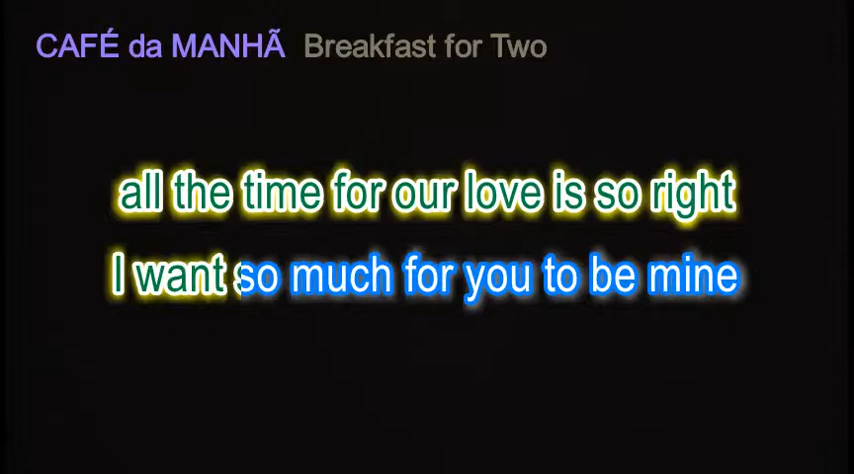 CAFÉ da MANHÃ Breakfast for Two
all the time for our love is so right
I want so much for you to be mine